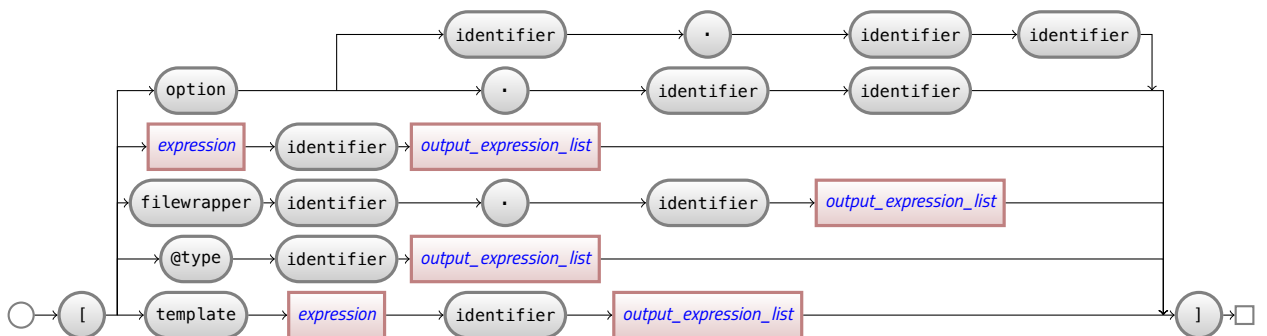 identifier . identifier identifier
option . identifier identifier
expression identifier output_expression_list
filewrapper identifier . identifier output_expression_list
@type identifier output_expression_list
[ template expression identifier output_expression_list ]